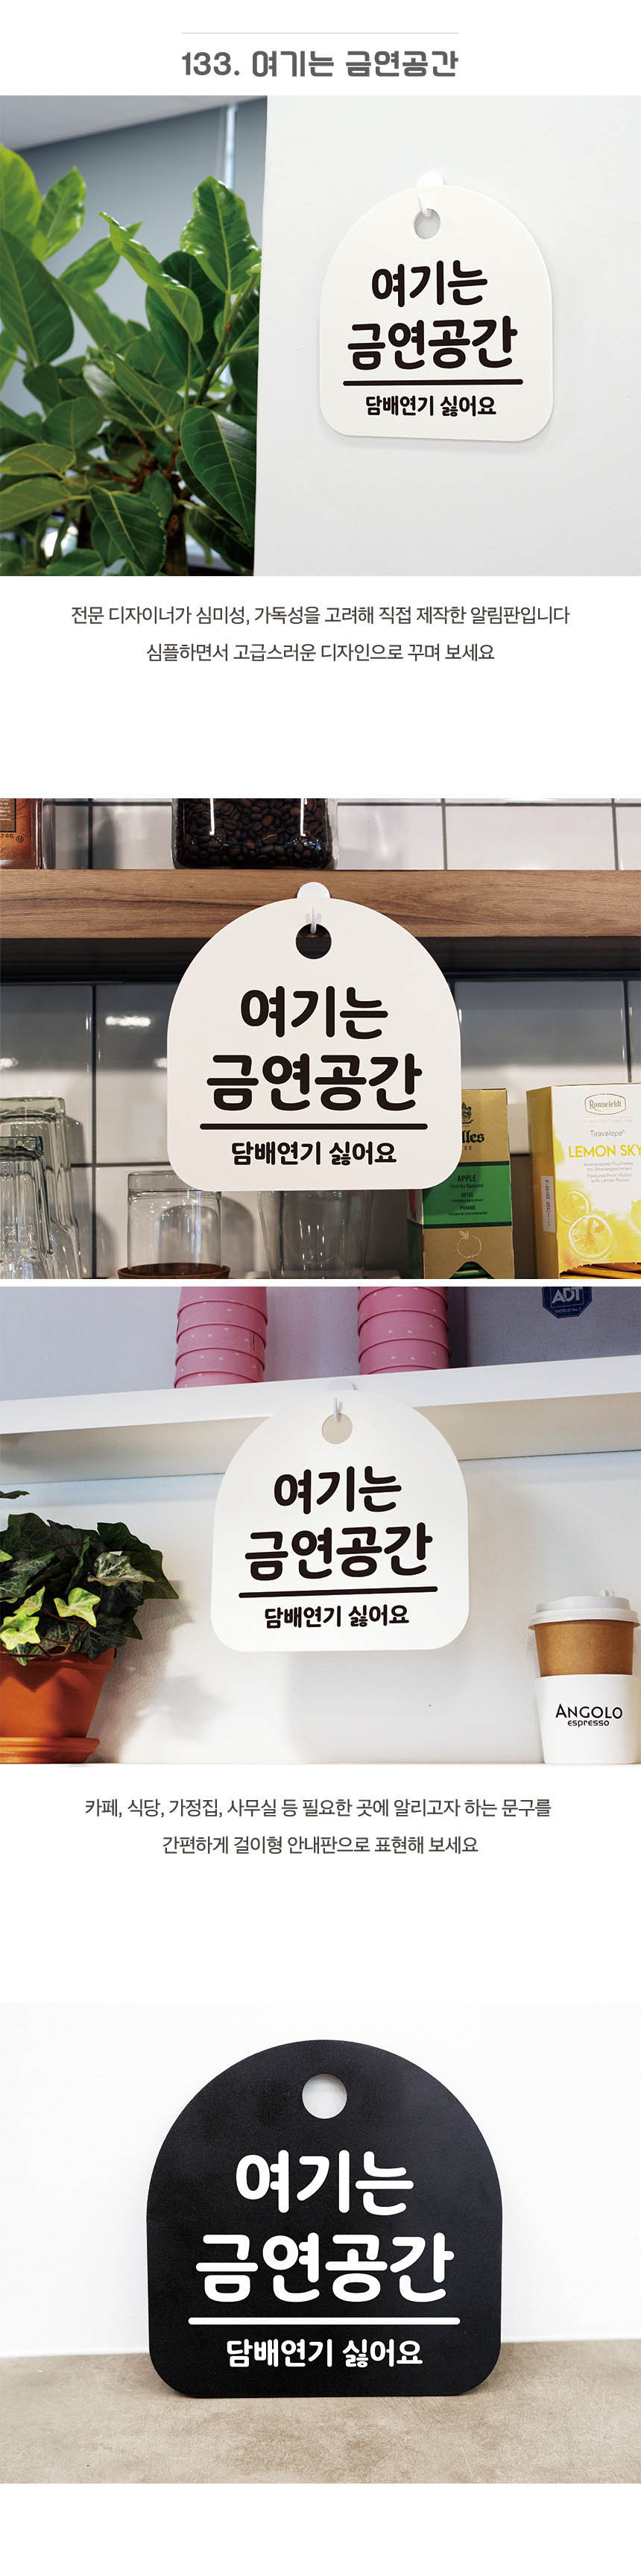 133. 여기는 금연공간
여기는
금연공간
담배연기 싫어요
전문 디자이너가 심미성, 가독성을 고려해 직접 제작한 알림판입니다
심플하면서 고급스러운 디자인으로 꾸며 보세요
여기는
금연공간
담배연기 싫어요
Ronnefeldt
Teavelope®
LEMON SKY
APPLE
ADT
여기는
금연공간
담배연기 싫어요
ANGOLO
espresso
카페, 식당, 가정집, 사무실 등 필요한 곳에 알리고자 하는 문구를
간편하게 걸이형 안내판으로 표현해 보세요
여기는
금연공간
담배연기 싫어요